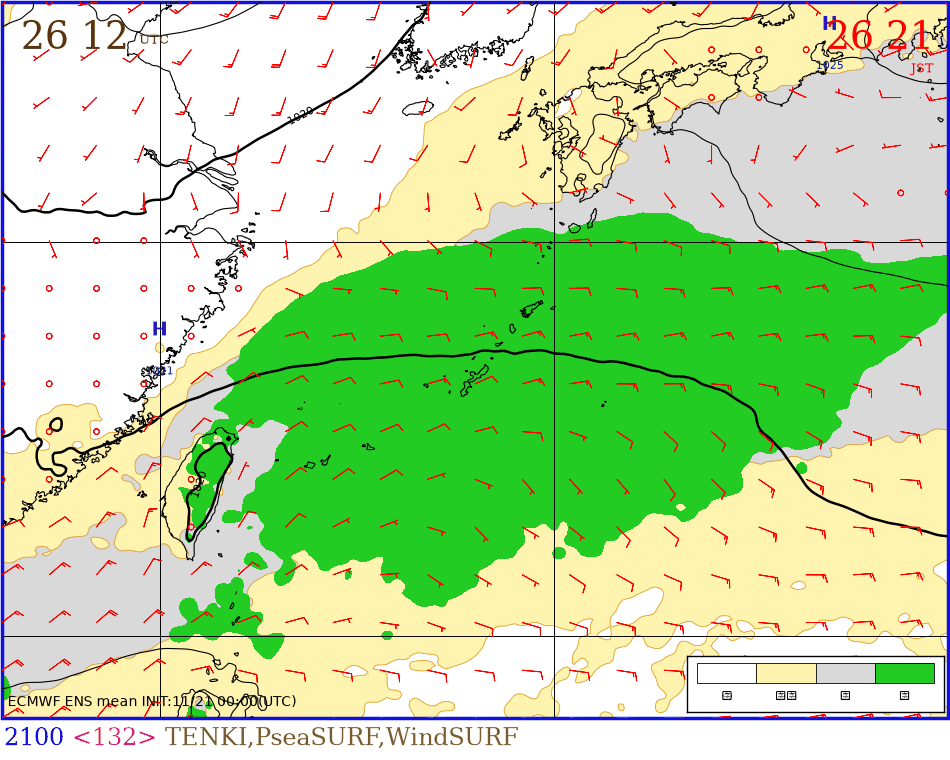 26 12 UTC
H
1025
26 21
JST
1020
H
1020
ECMWF ENS mean INIT:11/21 00:00(UTC)
2100 <132> TENKI,PseaSURF,WindSURF